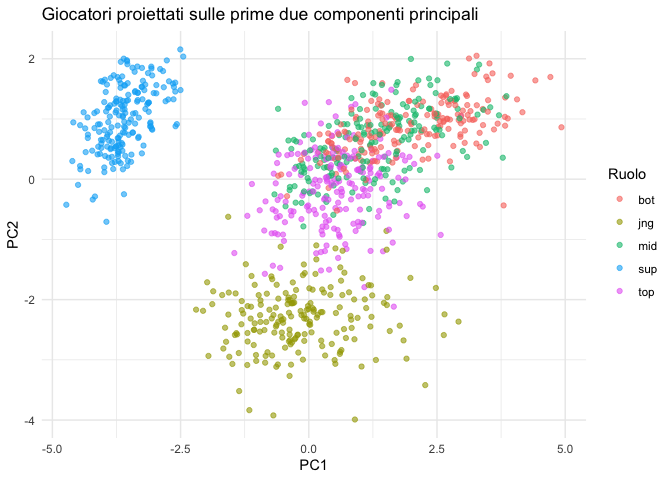 Giocatori proiettati sulle prime due componenti principali
2
0
-2
-4
PC2
-5.0
-2.5
0.0
2.5
5.0
PC1
Ruolo
bot
jng
mid
sup
top